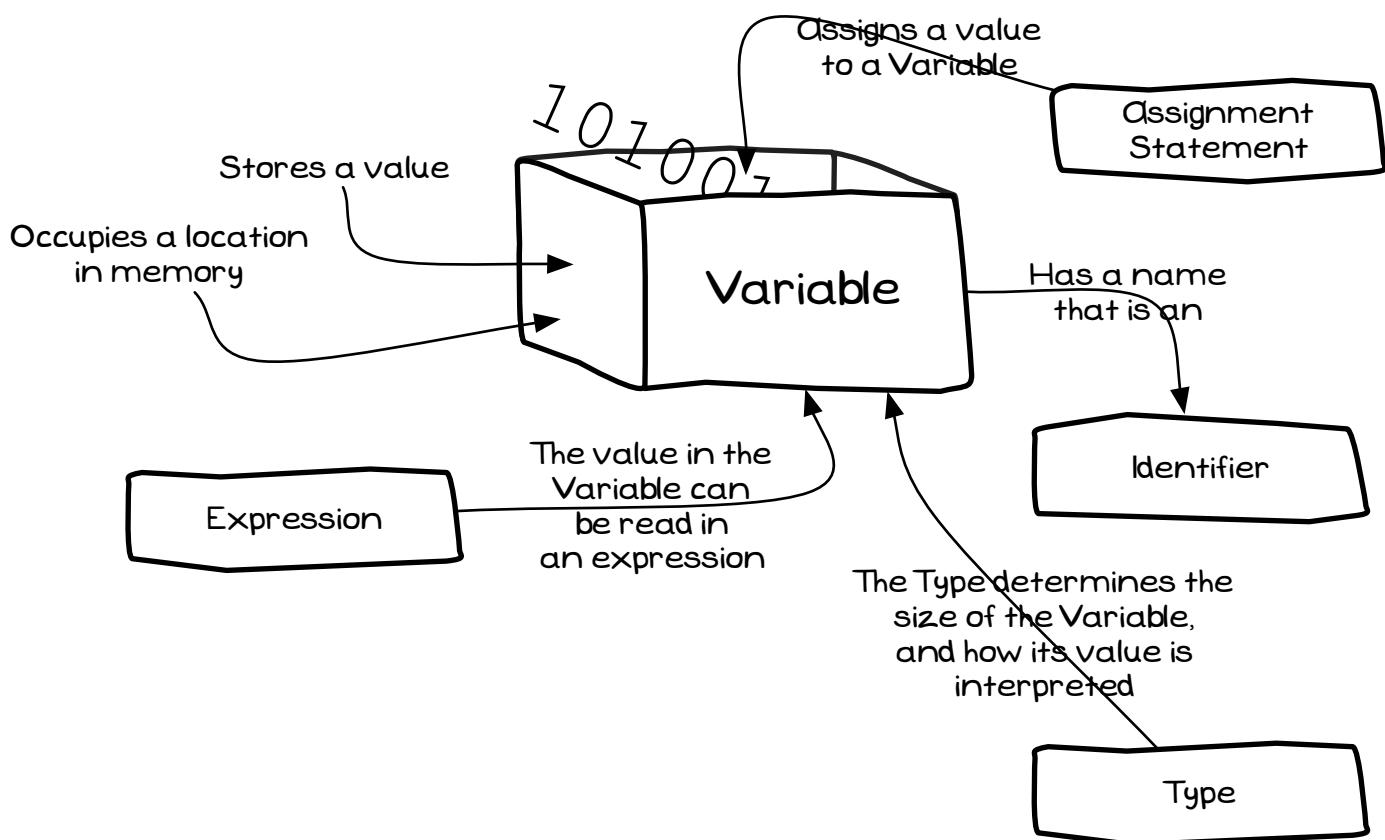 Assigns a value
to a Variable
Assignment
Statement
101001
Stores a value
Occupies a location
in memory
Variable
Has a name
that is an
Identifier
The value in the
Variable can
be read in
an expression
Expression
The Type determines the
size of the Variable,
and how its value is
interpreted
Type